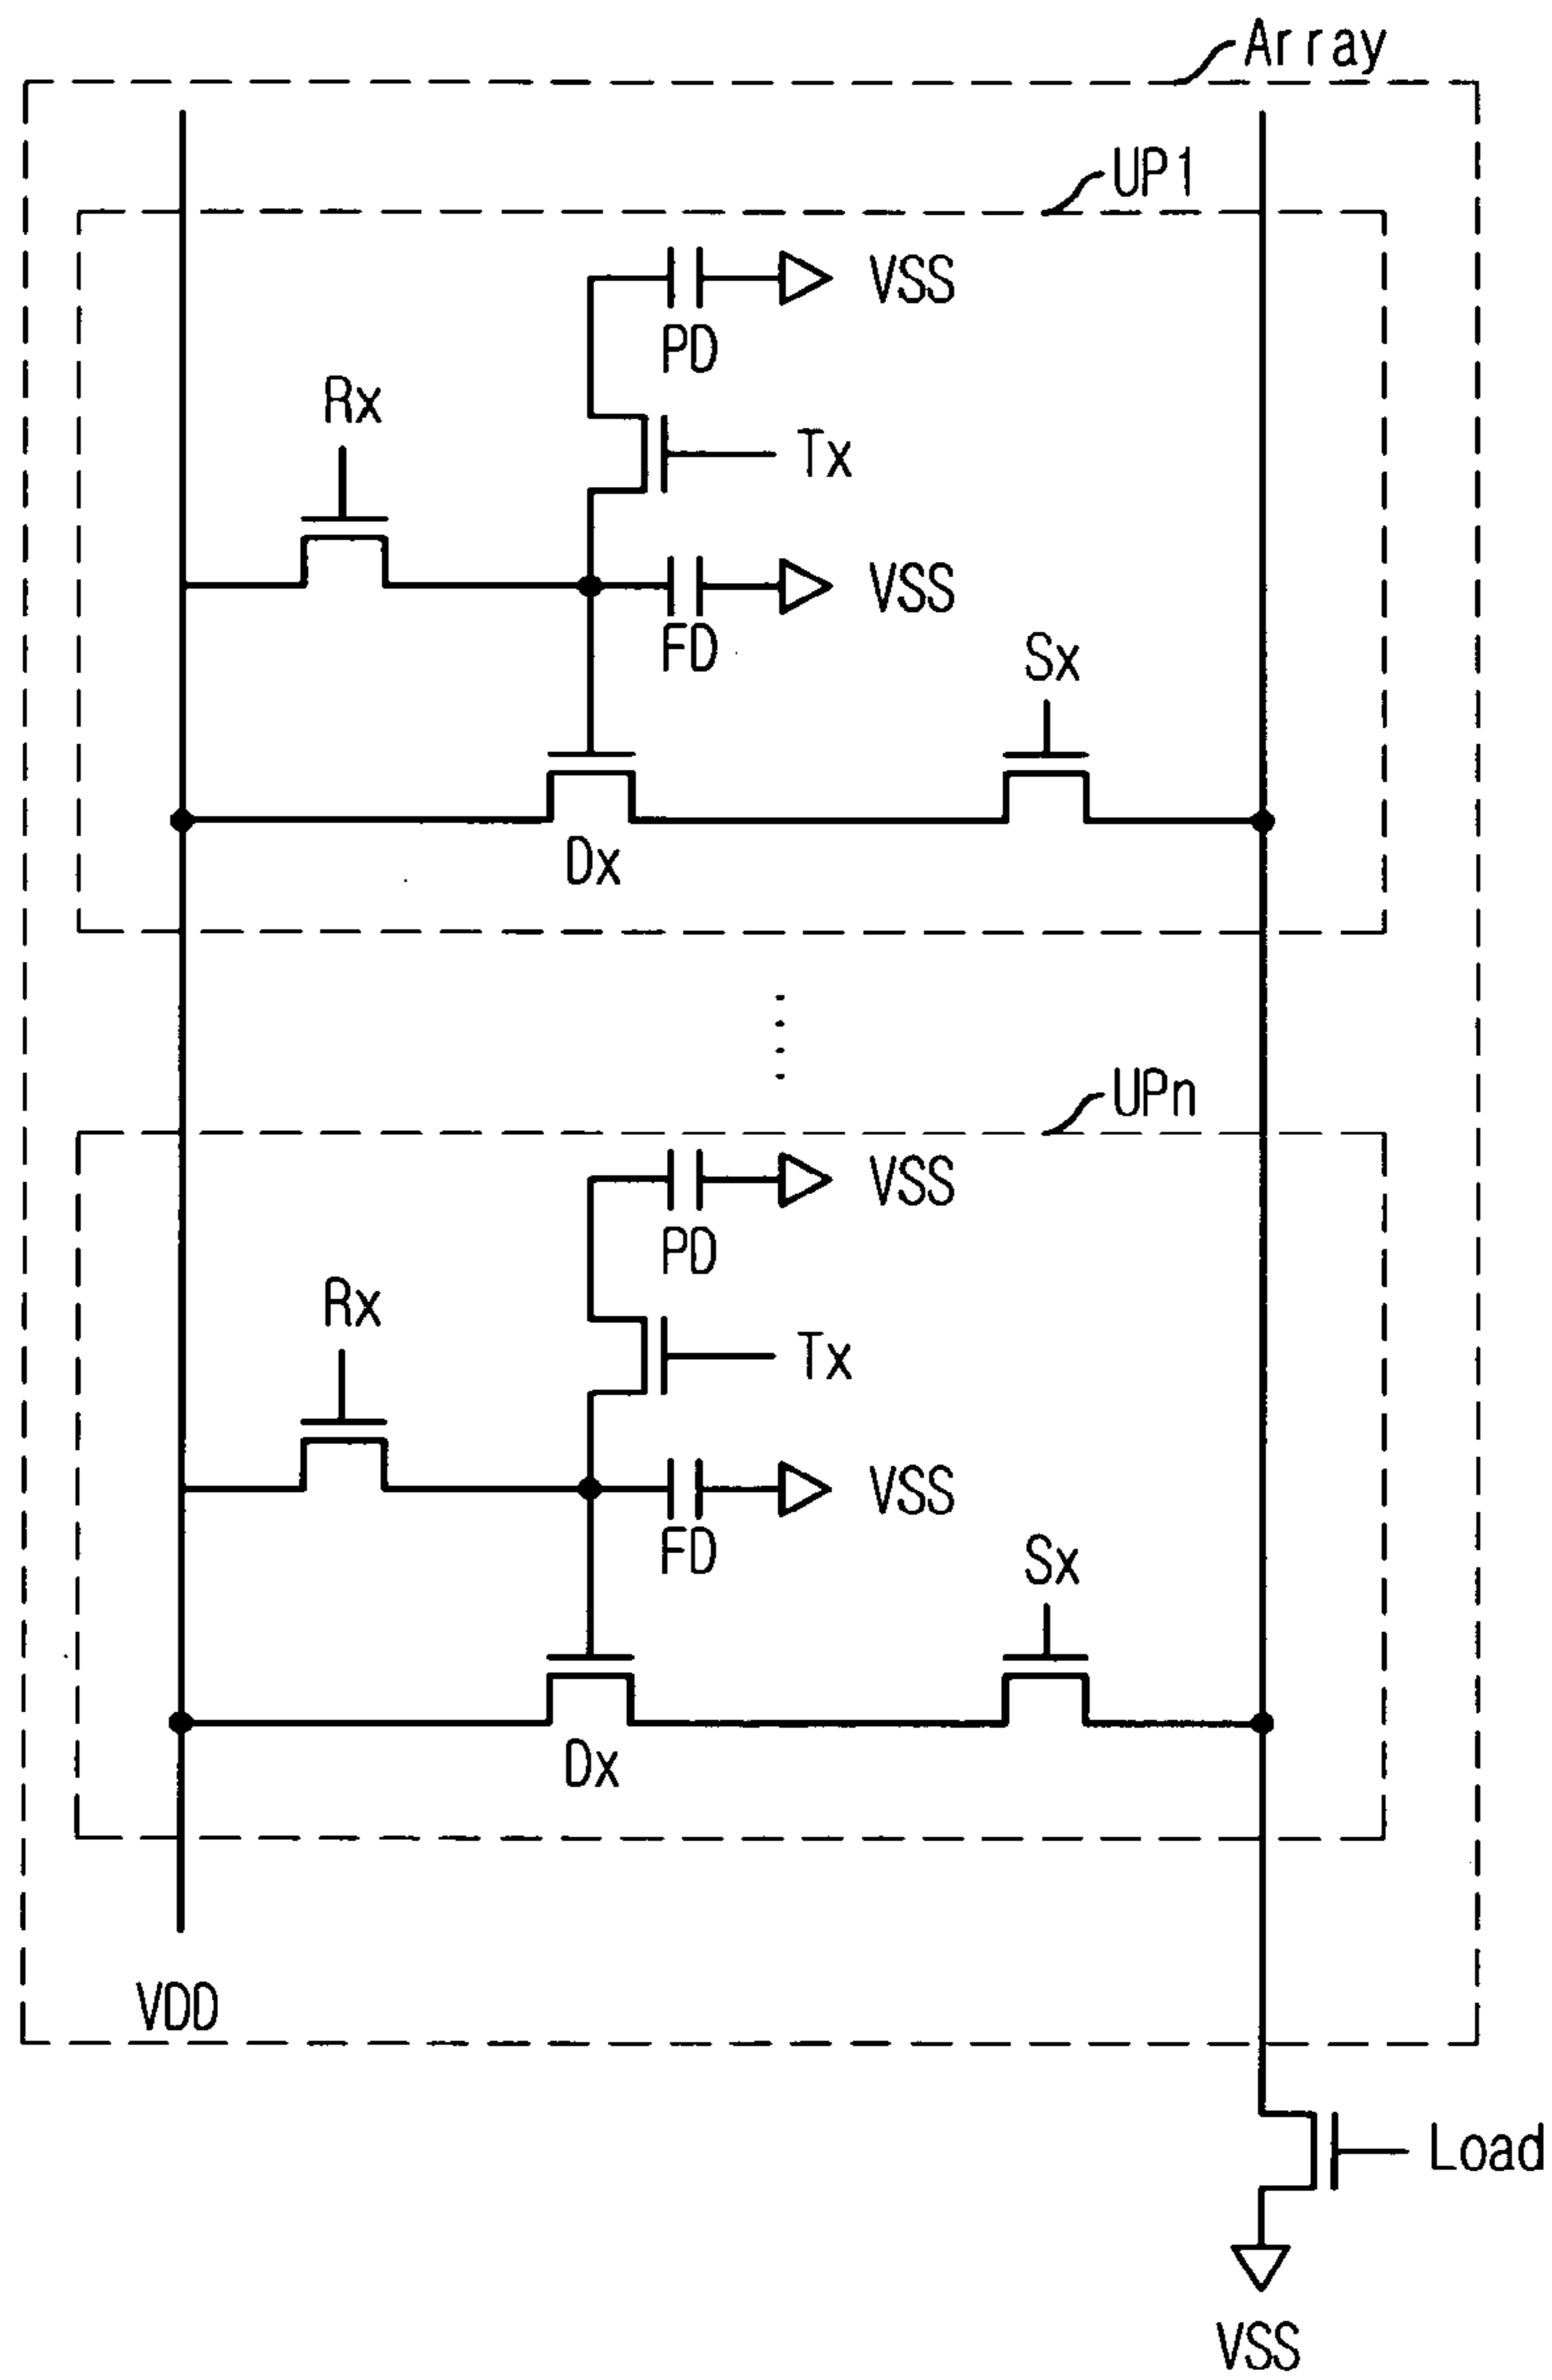 Array
UP1
VSS
PD
Rx
Tx
VSS
FD
Sx
Dx
UPn
VSS
PD
Rx
Tx
VSS
FD
Sx
Dx
VDD
Load
VSS